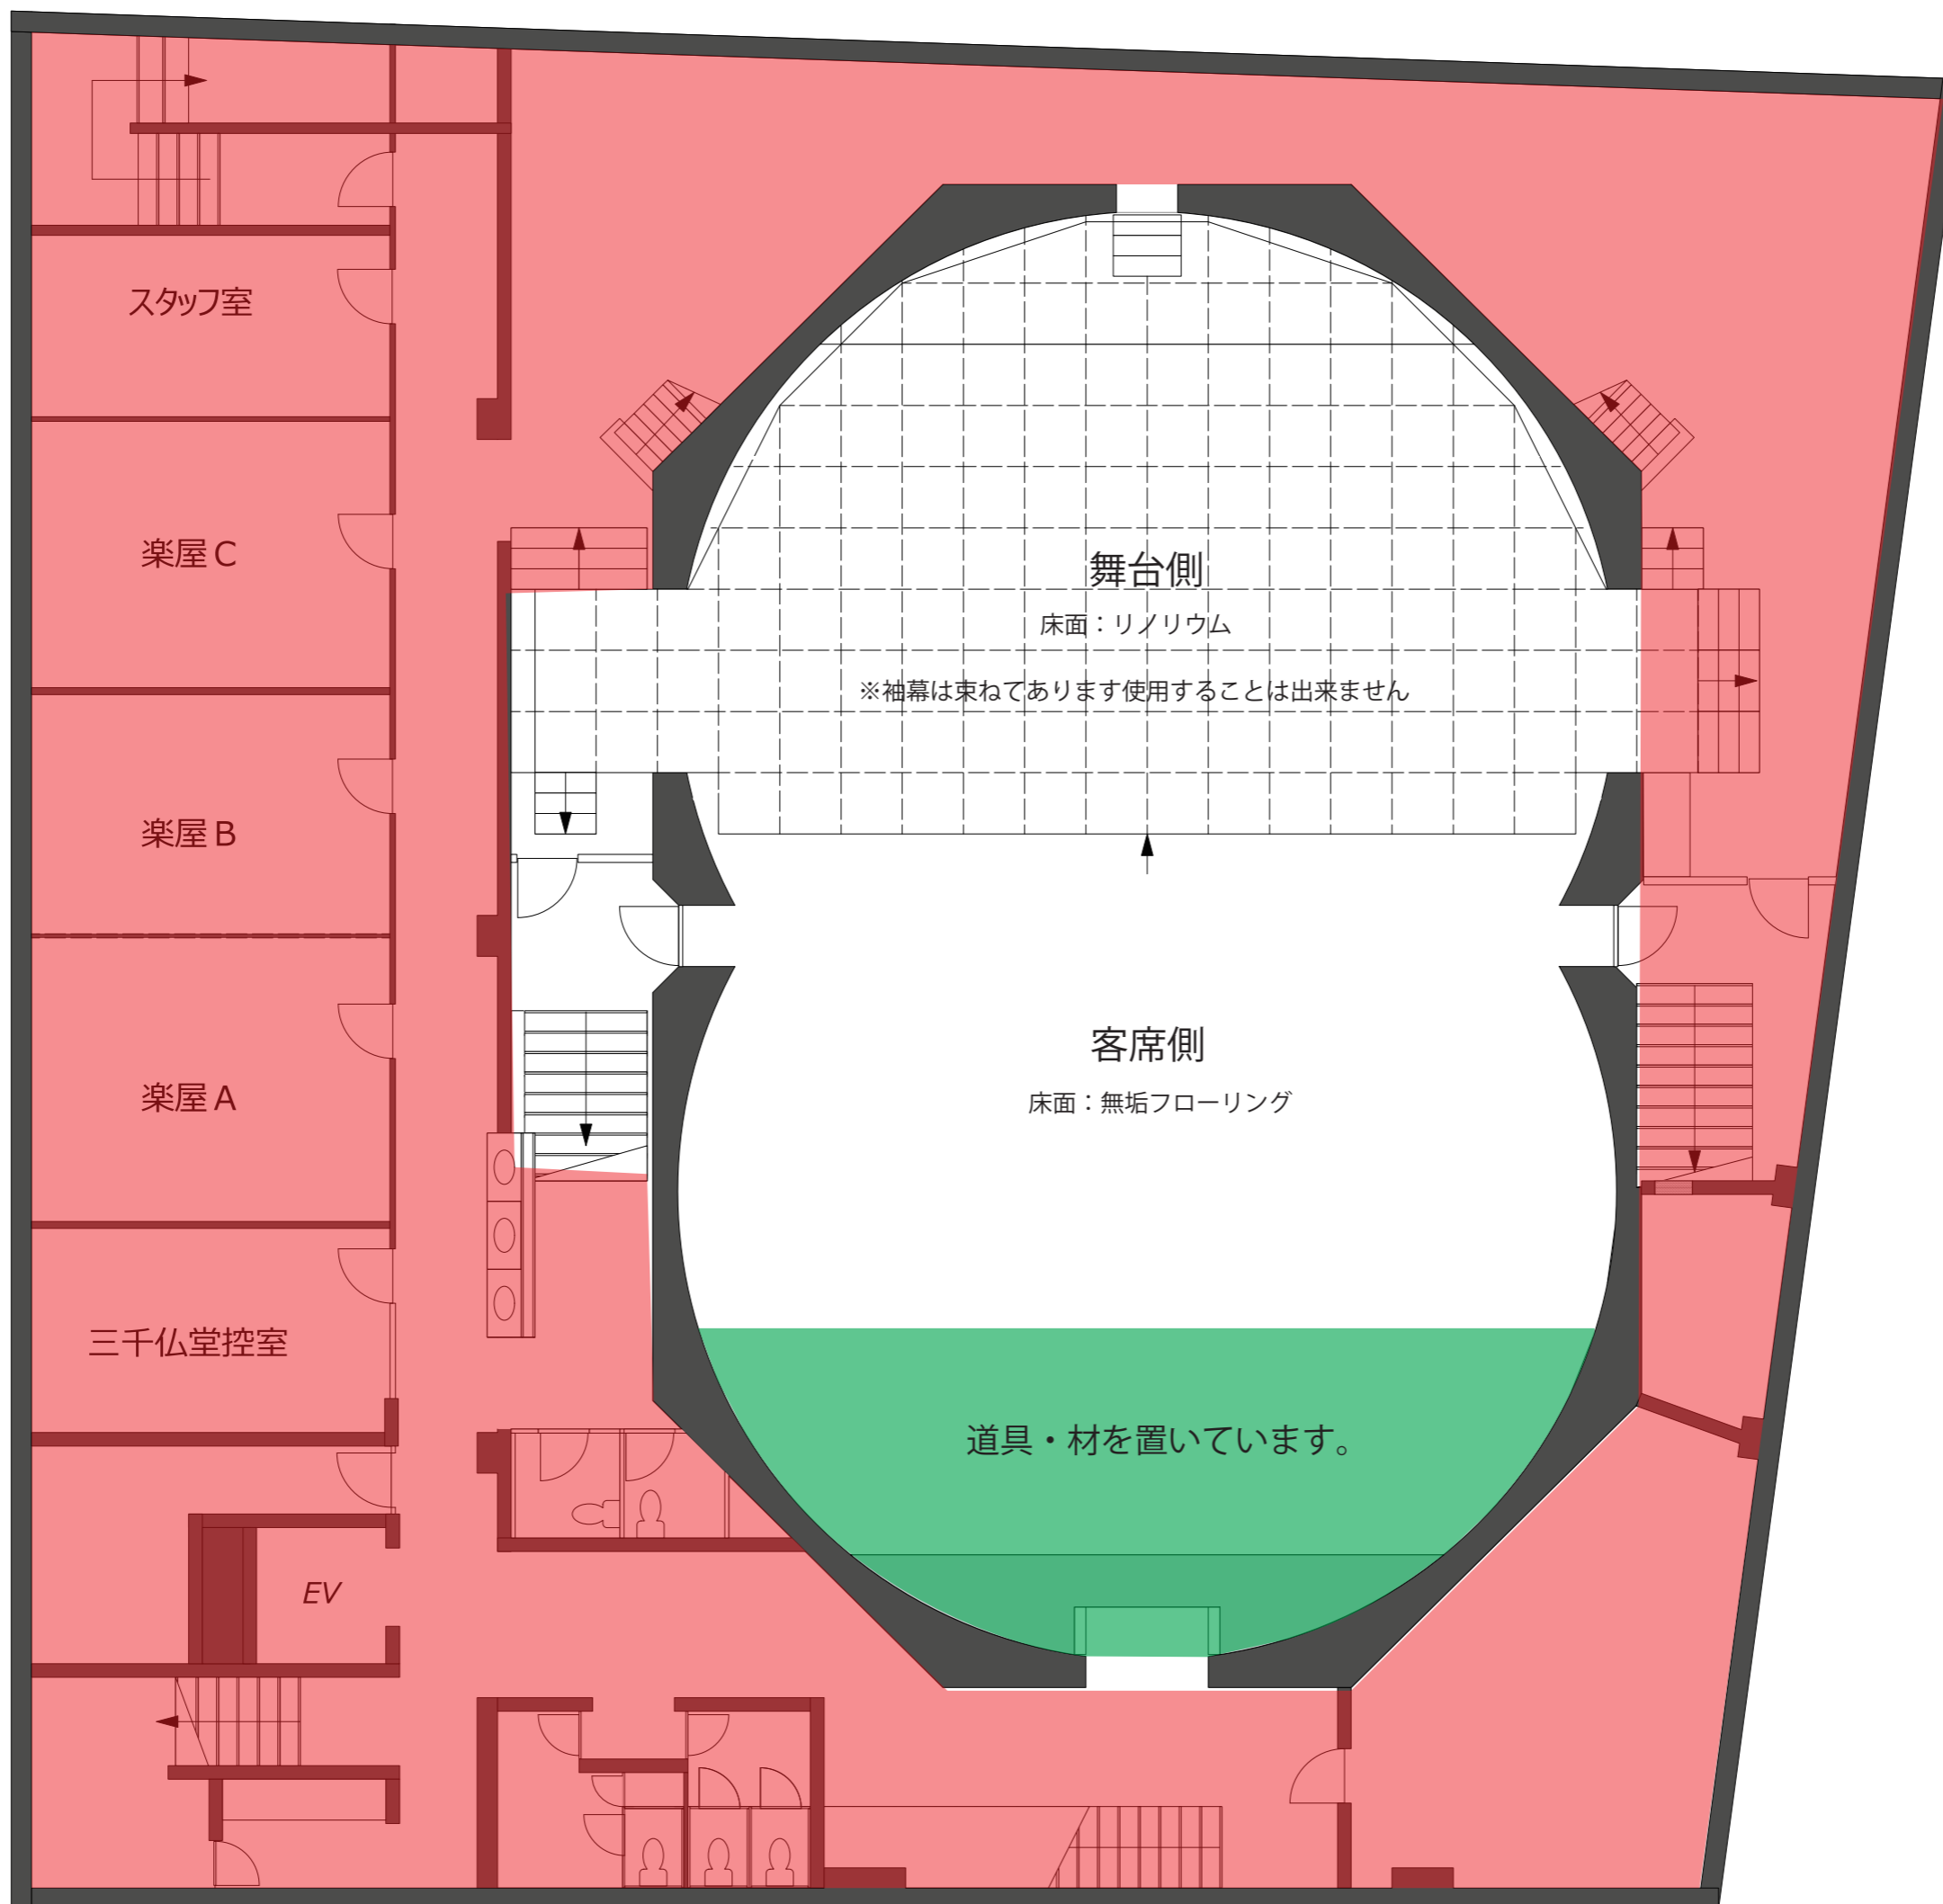 スタッフ室
楽屋C
楽屋B
楽屋A
三千仏堂控室
EV
舞台側
床面：リノリウム
※袖幕は束ねてあります使用することは出来ません
客席側
床面：無垢フローリング
道具・材を置いています。